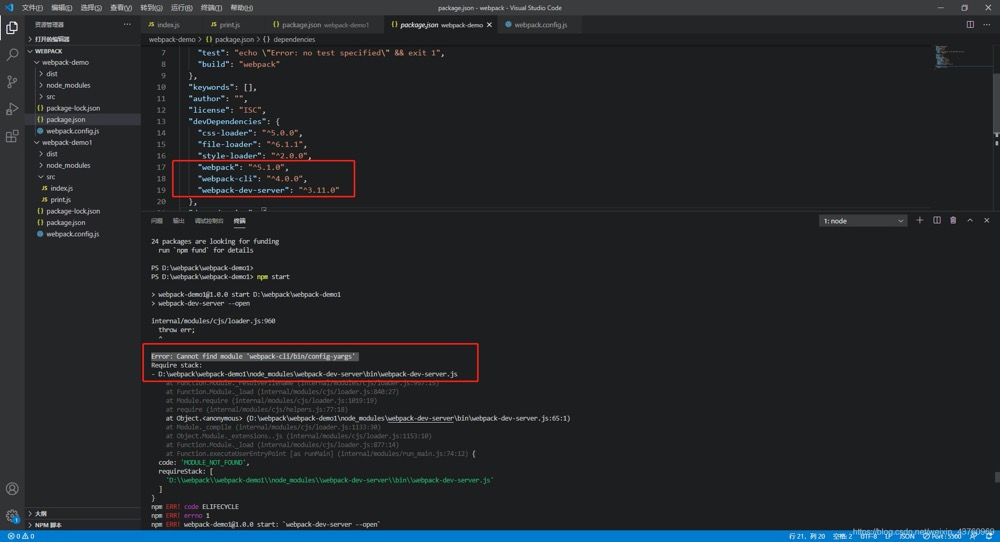 文件(F) 编辑(E) 选择(S) 查看(V) 转到(G) 运行(R) 终端(T) 帮助(H) package.json - webpack - Visual Studio Code
资源管理器 ···
打开的编辑器
WEBPACK
webpack-demo
dist
node_modules
src
{} package-lock.json
{} package.json
webpack.config.js
webpack-demo1
dist
node_modules
src
JS index.js
JS print.js
{} package-lock.json
{} package.json
webpack.config.js
大纲
NPM 脚本
JS index.js JS print.js {} package.json webpack-demo1 {} package.json webpack-demo × webpack.config.js
webpack-demo > {} package.json > {} dependencies
7 "test": "echo \"Error: no test specified\" && exit 1",
8 "build": "webpack"
9 },
10 "keywords": [],
11 "author": "",
12 "license": "ISC",
13 "devDependencies": {
14 "css-loader": "^5.0.0",
15 "file-loader": "^6.1.1",
16 "style-loader": "^2.0.0",
17 "webpack": "^5.1.0",
18 "webpack-cli": "^4.0.0",
19 "webpack-dev-server": "^3.11.0"
20 },
问题 输出 调试控制台 终端 1: node
24 packages are looking for funding
run `npm fund` for details
PS D:\webpack\webpack-demo1>
PS D:\webpack\webpack-demo1> npm start
> webpack-demo1@1.0.0 start D:\webpack\webpack-demo1
> webpack-dev-server --open
internal/modules/cjs/loader.js:960
throw err;
^
Error: Cannot find module 'webpack-cli/bin/config-yargs'
Require stack:
- D:\webpack\webpack-demo1\node_modules\webpack-dev-server\bin\webpack-dev-server.js
at Function.Module._resolveFilename (internal/modules/cjs/loader.js:957:15)
at Function.Module._load (internal/modules/cjs/loader.js:840:27)
at Module.require (internal/modules/cjs/loader.js:1019:19)
at require (internal/modules/cjs/helpers.js:77:18)
at Object.<anonymous> (D:\webpack\webpack-demo1\node_modules\webpack-dev-server\bin\webpack-dev-server.js:65:1)
at Module._compile (internal/modules/cjs/loader.js:1133:30)
at Object.Module._extensions..js (internal/modules/cjs/loader.js:1153:10)
at Function.Module._load (internal/modules/cjs/loader.js:877:14)
at Function.executeUserEntryPoint [as runMain] (internal/modules/run_main.js:74:12) {
code: 'MODULE_NOT_FOUND',
requireStack: [
'D:\\webpack\\webpack-demo1\\node_modules\\webpack-dev-server\\bin\\webpack-dev-server.js'
]
}
npm ERR! code ELIFECYCLE
npm ERR! errno 1
npm ERR! webpack-demo1@1.0.0 start: `webpack-dev-server --open`
https://blog.csdn.net/weixin_43760969
0 0 行 21，列 20 空格: 2 UTF-8 LF JSON Port : 5500